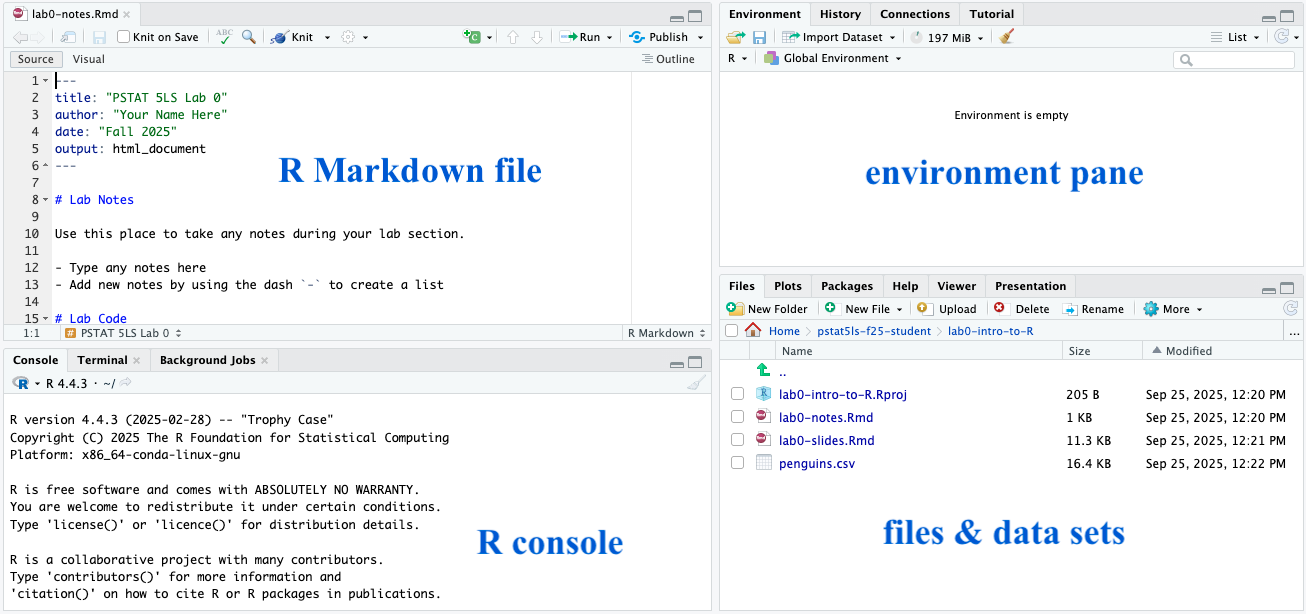 lab0-notes.Rmd
Knit on Save ABC Knit Run Publish
Source Visual Outline
1 ---
2 title: "PSTAT 5LS Lab 0"
3 author: "Your Name Here"
4 date: "Fall 2025"
5 output: html_document
6 ---
7
8 # Lab Notes
9
10 Use this place to take any notes during your lab section.
11
12 - Type any notes here
13 - Add new notes by using the dash `-` to create a list
14
15 # Lab Code
R Markdown file
1:1 # PSTAT 5LS Lab 0 R Markdown
Console Terminal Background Jobs
R R 4.4.3 · ~/
R version 4.4.3 (2025-02-28) -- "Trophy Case"
Copyright (C) 2025 The R Foundation for Statistical Computing
Platform: x86_64-conda-linux-gnu
R is free software and comes with ABSOLUTELY NO WARRANTY.
You are welcome to redistribute it under certain conditions.
Type 'license()' or 'licence()' for distribution details.
R is a collaborative project with many contributors.
Type 'contributors()' for more information and
'citation()' on how to cite R or R packages in publications.
R console
Environment History Connections Tutorial
Import Dataset 197 MiB List
R Global Environment
Environment is empty
environment pane
Files Plots Packages Help Viewer Presentation
New Folder New File Upload Delete Rename More
Home pstat5ls-f25-student lab0-intro-to-R ...
Name Size Modified
..
lab0-intro-to-R.Rproj 205 B Sep 25, 2025, 12:20 PM
lab0-notes.Rmd 1 KB Sep 25, 2025, 12:20 PM
lab0-slides.Rmd 11.3 KB Sep 25, 2025, 12:21 PM
penguins.csv 16.4 KB Sep 25, 2025, 12:22 PM
files & data sets